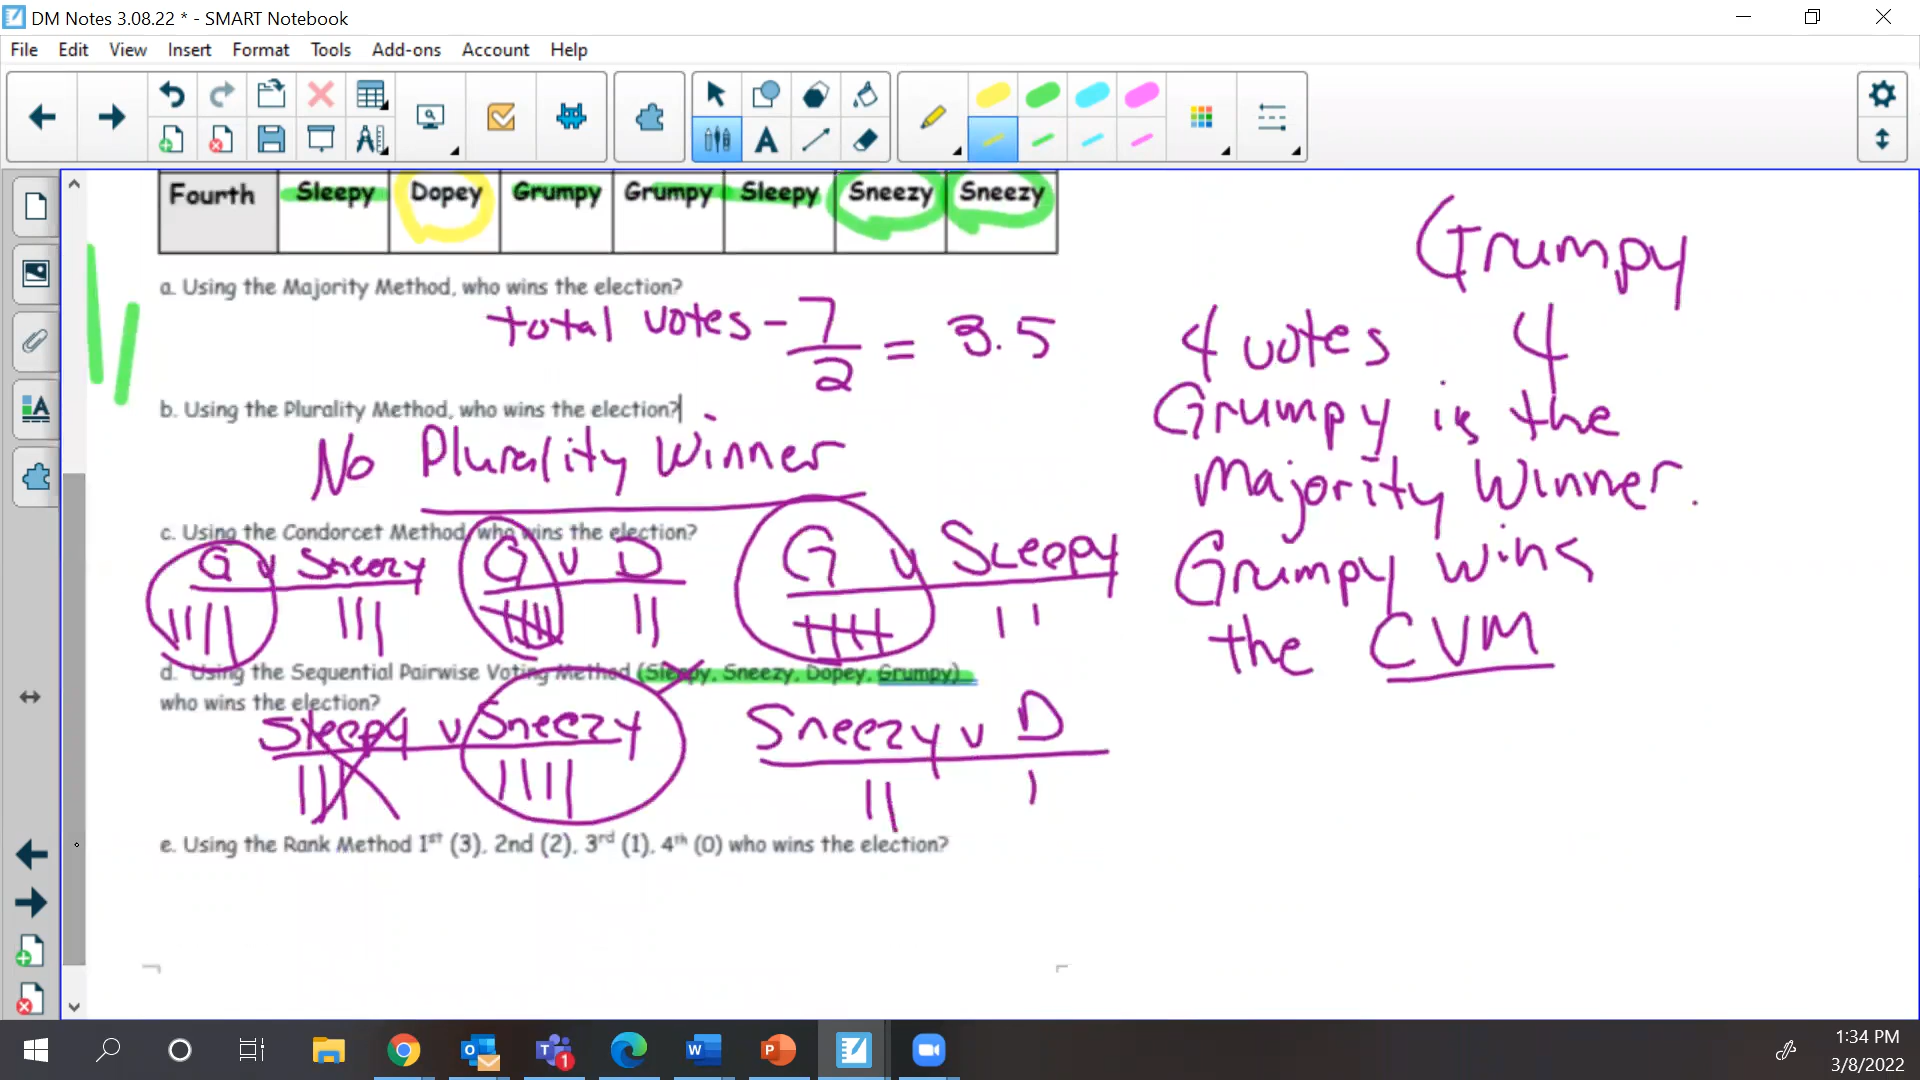 DM Notes 3.08.22 * - SMART Notebook
File Edit View Insert Format Tools Add-ons Account Help
Fourth Sleepy Dopey Grumpy Grumpy Sleepy Sneezy Sneezy
Grumpy
a. Using the Majority Method, who wins the election?
total votes - 7/2 = 3.5
4 votes 4
b. Using the Plurality Method, who wins the election?
Grumpy is the
No Plurality Winner
Majority Winner.
c. Using the Condorcet Method, who wins the election?
G v Sneezy G v D G v Sleepy
Grumpy wins
the CVM
d. Using the Sequential Pairwise Voting Method (Sleepy, Sneezy, Dopey, Grumpy)
who wins the election?
Sleepy v Sneezy Sneezy v D
e. Using the Rank Method 1st (3), 2nd (2), 3rd (1), 4th (0) who wins the election?
1:34 PM
3/8/2022